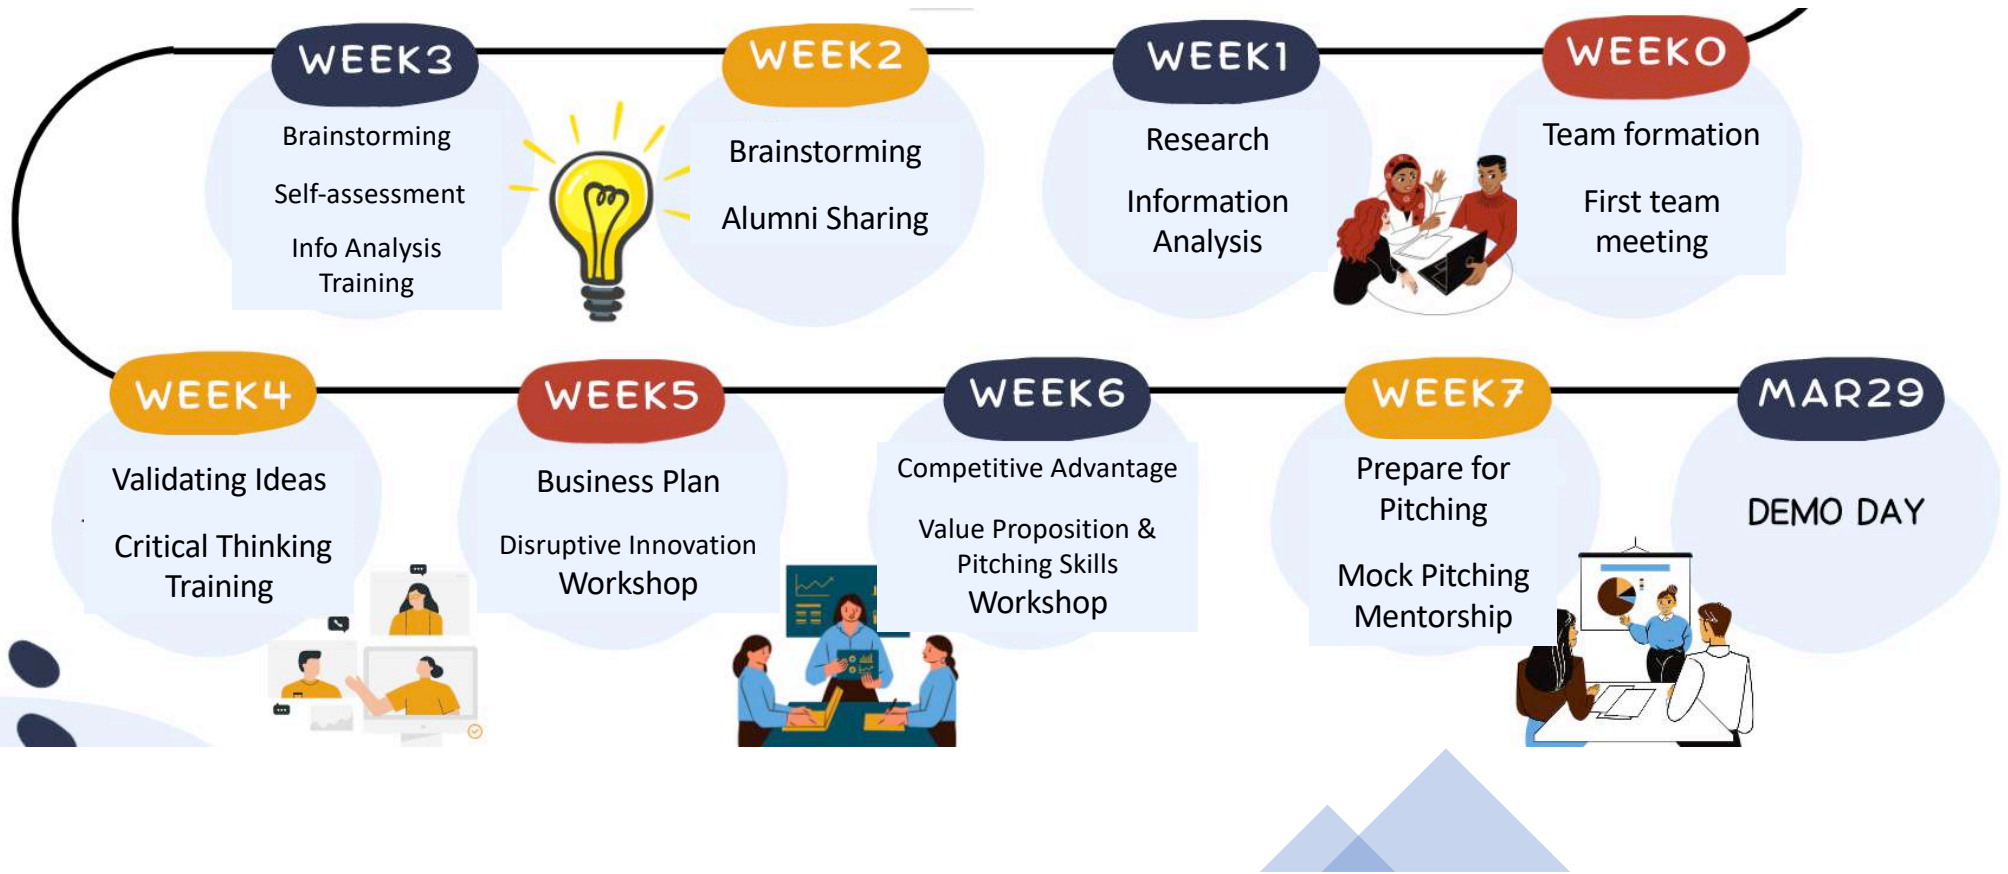 WEEK3
Brainstorming
Self-assessment
Info Analysis
Training
WEEK2
Brainstorming
Alumni Sharing
WEEK1
Research
Information
Analysis
WEEK0
Team formation
First team
meeting
WEEK4
Validating Ideas
Critical Thinking
Training
WEEK5
Business Plan
Disruptive Innovation
Workshop
WEEK6
Competitive Advantage
Value Proposition &
Pitching Skills
Workshop
WEEK7
Prepare for
Pitching
Mock Pitching
Mentorship
MAR29
DEMO DAY